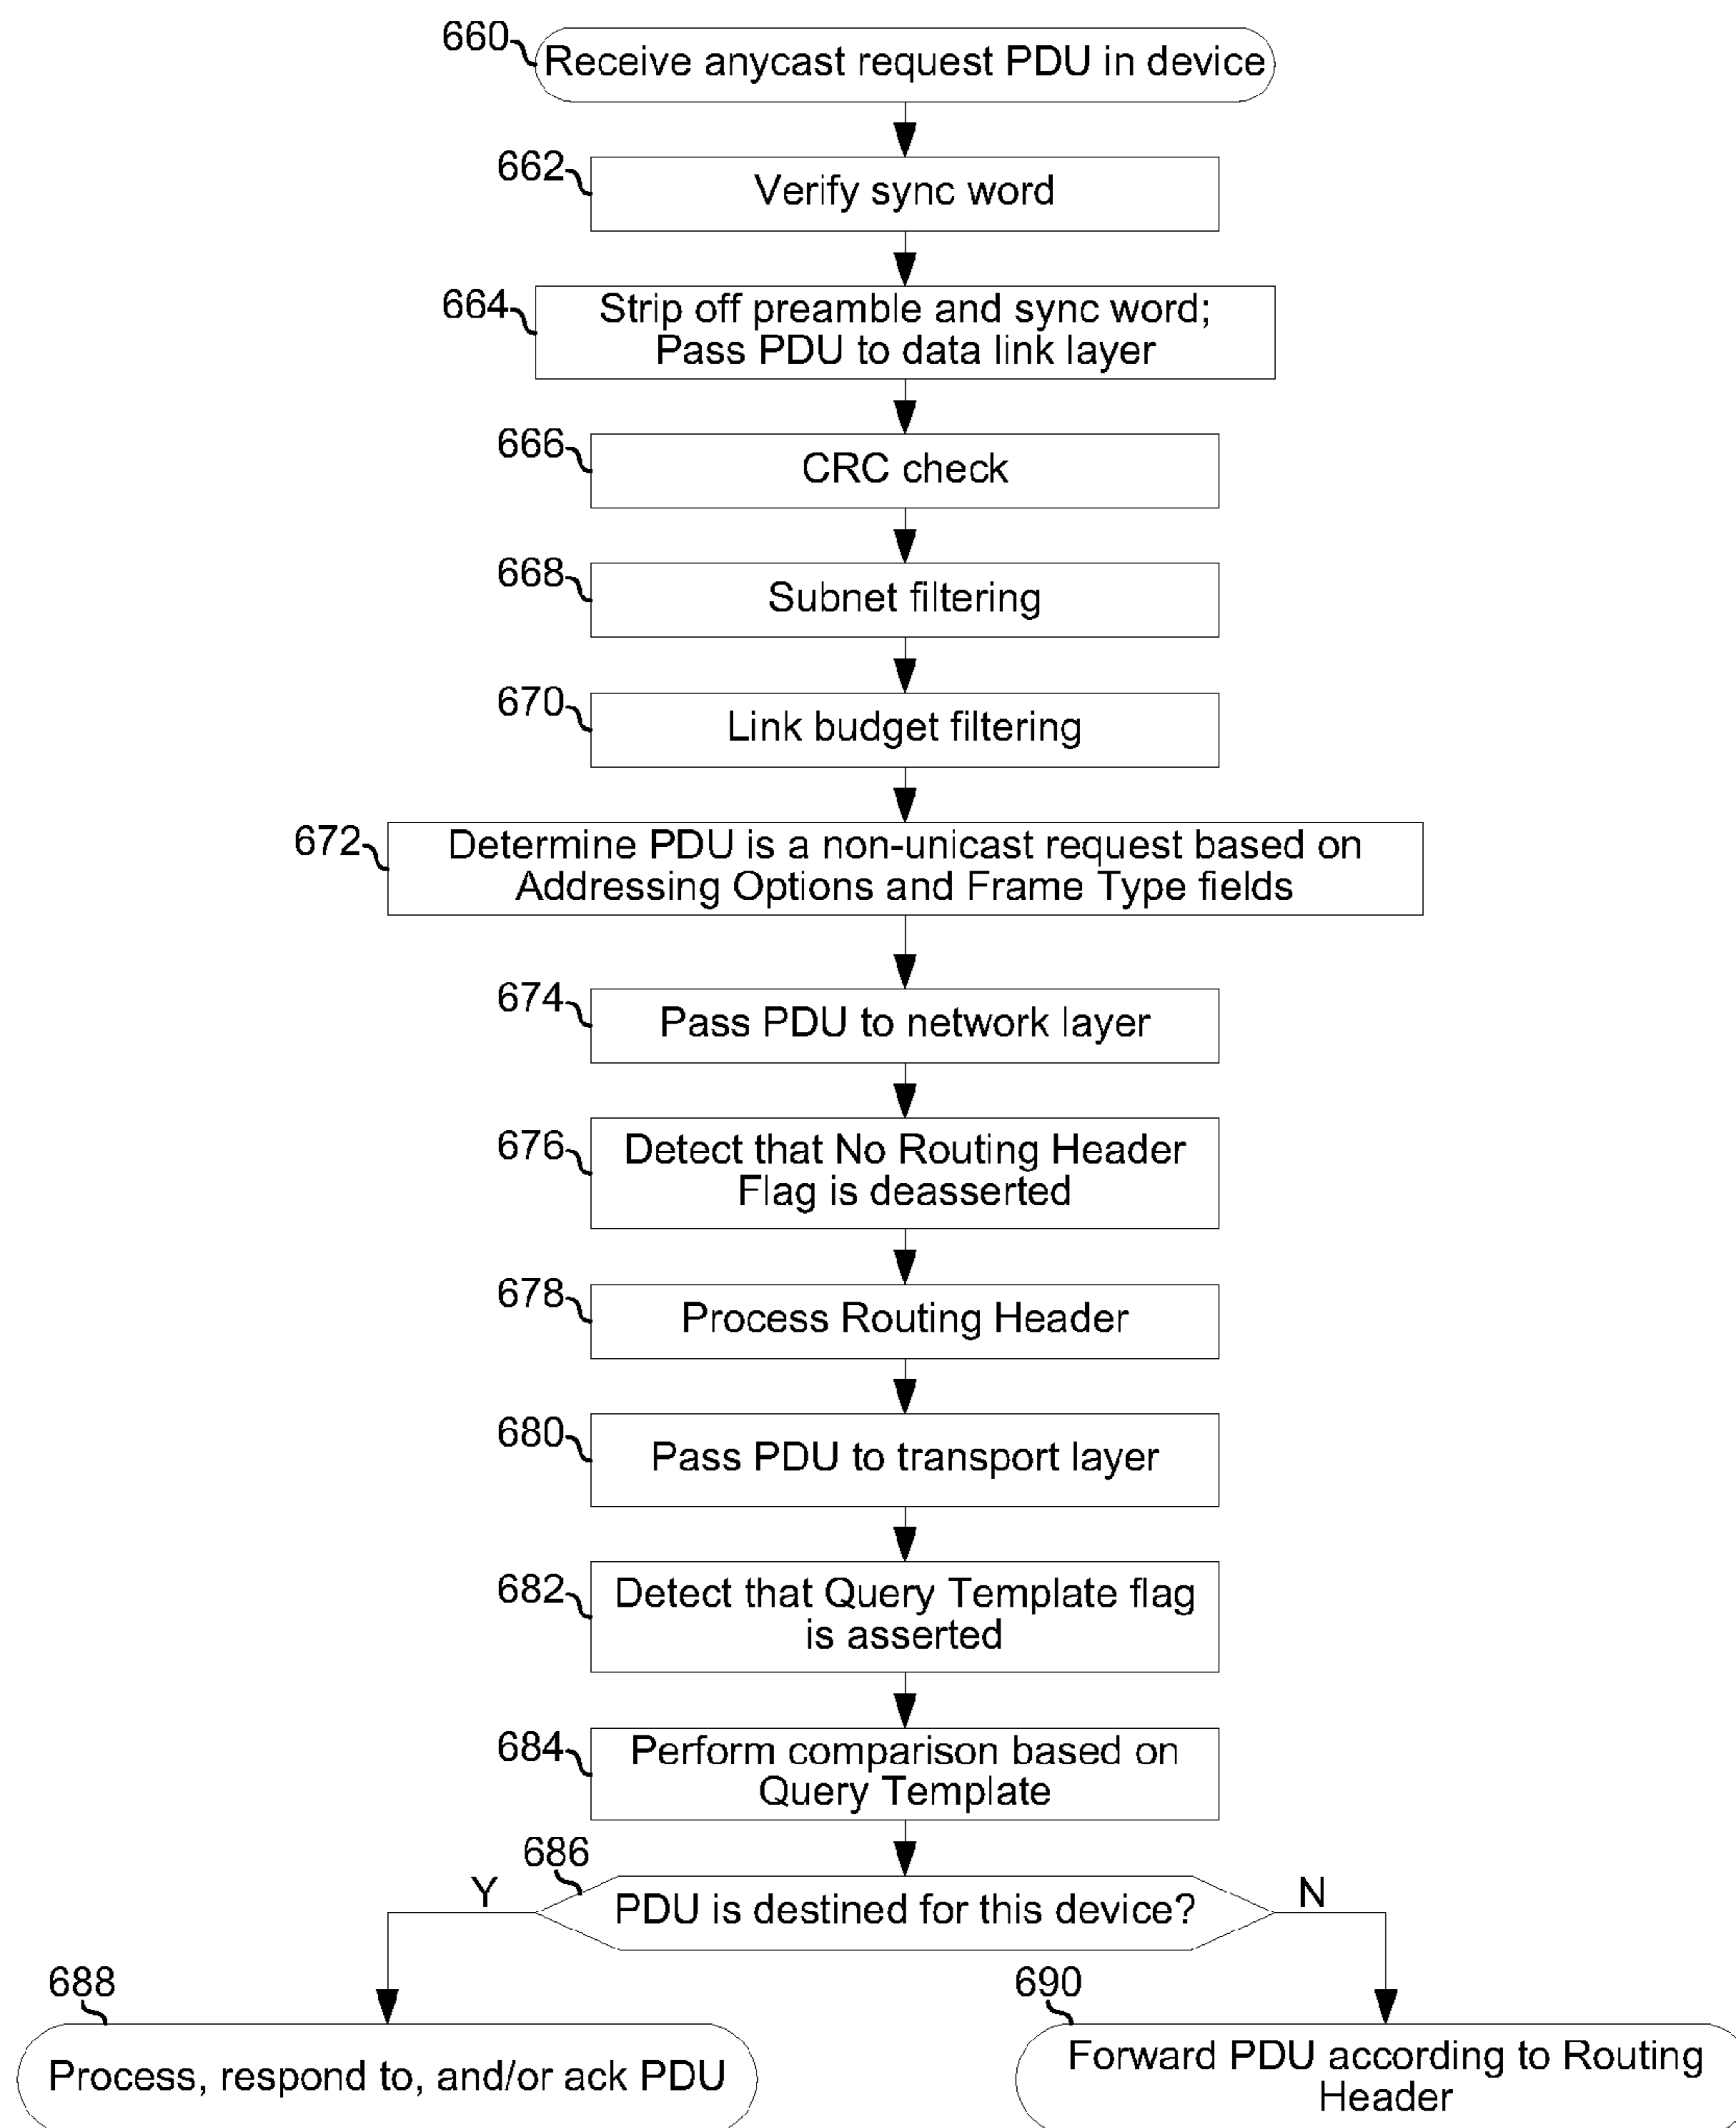 660
Receive anycast request PDU in device
662
Verify sync word
664
Strip off preamble and sync word;
Pass PDU to data link layer
666
CRC check
668
Subnet filtering
670
Link budget filtering
672
Determine PDU is a non-unicast request based on
Addressing Options and Frame Type fields
674
Pass PDU to network layer
676
Detect that No Routing Header
Flag is deasserted
678
Process Routing Header
680
Pass PDU to transport layer
682
Detect that Query Template flag
is asserted
684
Perform comparison based on
Query Template
686
Y
PDU is destined for this device?
N
688
Process, respond to, and/or ack PDU
690
Forward PDU according to Routing
Header